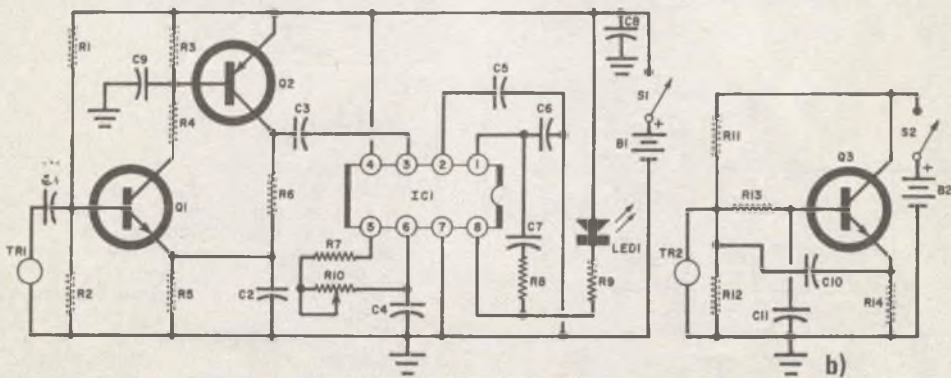 R1
R3
C9
Q2
R4
C3
C5
C6
C8
S1
+
B1
4
3
2
1
IC1
5
6
7
8
R6
Q1
TR1
R2
R5
C2
R7
R10
C4
C7
R8
LED1
R9
R11
S2
+
B2
Q3
R13
TR2
C10
R12
C11
R14
b)